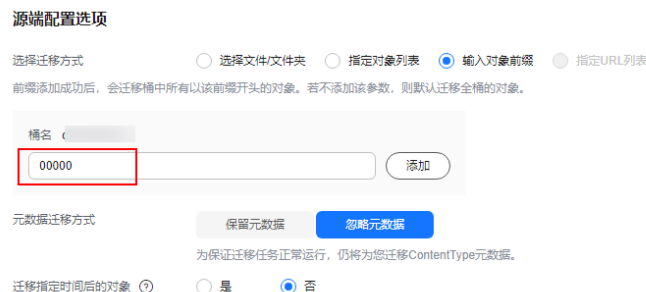 源端配置选项
选择迁移方式 选择文件/文件夹 指定对象列表 输入对象前缀 指定URL列表
前缀添加成功后，会迁移桶中所有以该前缀开头的对象。若不添加该参数，则默认迁移全桶的对象。
桶名
00000 添加
元数据迁移方式 保留元数据 忽略元数据
为保证迁移任务正常运行，仍将为您迁移ContentType元数据。
迁移指定时间后的对象 ? 是 否